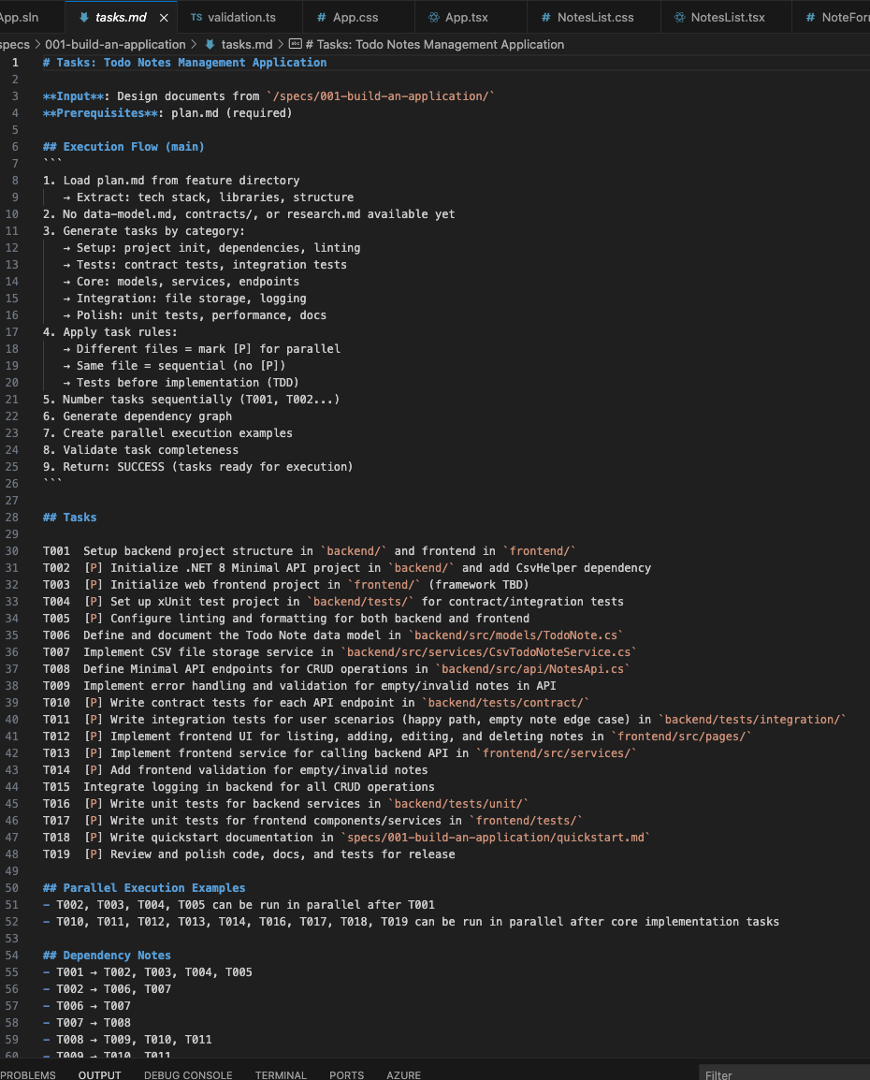 App.sln tasks.md × TS validation.ts # App.css App.tsx # NotesList.css NotesList.tsx # NoteForm
specs > 001-build-an-application > tasks.md > # Tasks: Todo Notes Management Application
1 # Tasks: Todo Notes Management Application
2
3 **Input**: Design documents from `/specs/001-build-an-application/`
4 **Prerequisites**: plan.md (required)
5
6 ## Execution Flow (main)
7 ```
8 1. Load plan.md from feature directory
9 → Extract: tech stack, libraries, structure
10 2. No data-model.md, contracts/, or research.md available yet
11 3. Generate tasks by category:
12 → Setup: project init, dependencies, linting
13 → Tests: contract tests, integration tests
14 → Core: models, services, endpoints
15 → Integration: file storage, logging
16 → Polish: unit tests, performance, docs
17 4. Apply task rules:
18 → Different files = mark [P] for parallel
19 → Same file = sequential (no [P])
20 → Tests before implementation (TDD)
21 5. Number tasks sequentially (T001, T002...)
22 6. Generate dependency graph
23 7. Create parallel execution examples
24 8. Validate task completeness
25 9. Return: SUCCESS (tasks ready for execution)
26 ```
27
28 ## Tasks
29
30 T001 Setup backend project structure in `backend/` and frontend in `frontend/`
31 T002 [P] Initialize .NET 8 Minimal API project in `backend/` and add CsvHelper dependency
32 T003 [P] Initialize web frontend project in `frontend/` (framework TBD)
33 T004 [P] Set up xUnit test project in `backend/tests/` for contract/integration tests
34 T005 [P] Configure linting and formatting for both backend and frontend
35 T006 Define and document the Todo Note data model in `backend/src/models/TodoNote.cs`
36 T007 Implement CSV file storage service in `backend/src/services/CsvTodoNoteService.cs`
37 T008 Define Minimal API endpoints for CRUD operations in `backend/src/api/NotesApi.cs`
38 T009 Implement error handling and validation for empty/invalid notes in API
39 T010 [P] Write contract tests for each API endpoint in `backend/tests/contract/`
40 T011 [P] Write integration tests for user scenarios (happy path, empty note edge case) in `backend/tests/integration/`
41 T012 [P] Implement frontend UI for listing, adding, editing, and deleting notes in `frontend/src/pages/`
42 T013 [P] Implement frontend service for calling backend API in `frontend/src/services/`
43 T014 [P] Add frontend validation for empty/invalid notes
44 T015 Integrate logging in backend for all CRUD operations
45 T016 [P] Write unit tests for backend services in `backend/tests/unit/`
46 T017 [P] Write unit tests for frontend components/services in `frontend/tests/`
47 T018 [P] Write quickstart documentation in `specs/001-build-an-application/quickstart.md`
48 T019 [P] Review and polish code, docs, and tests for release
49
50 ## Parallel Execution Examples
51 - T002, T003, T004, T005 can be run in parallel after T001
52 - T010, T011, T012, T013, T014, T016, T017, T018, T019 can be run in parallel after core implementation tasks
53
54 ## Dependency Notes
55 - T001 → T002, T003, T004, T005
56 - T002 → T006, T007
57 - T006 → T007
58 - T007 → T008
59 - T008 → T009, T010, T011
60 - T009 → T010, T011
PROBLEMS OUTPUT DEBUG CONSOLE TERMINAL PORTS AZURE Filter